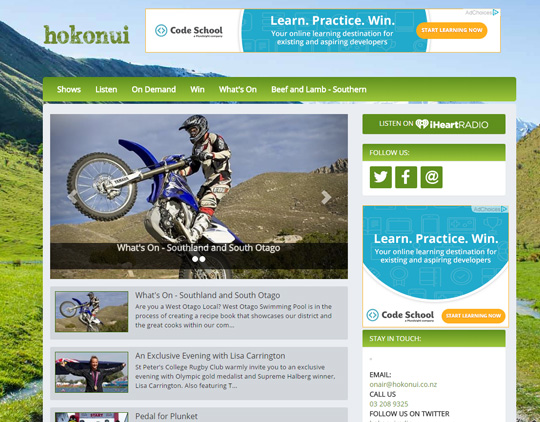 hokonui
Code School
a Pluralsight company
Learn. Practice. Win.
Your online learning destination for
existing and aspiring developers
START LEARNING NOW
AdChoices
Shows
Listen
On Demand
Win
What's On
Beef and Lamb - Southern
What's On - Southland and South Otago
LISTEN ON iHeartRADIO
FOLLOW US:
AdChoices
Learn. Practice. Win.
Your online learning destination for
existing and aspiring developers
Code School
START LEARNING NOW
What's On - Southland and South Otago
Are you a West Otago Local? West Otago Swimming Pool is in the
process of creating a recipe book that showcases our district and
the great cooks within our com...
An Exclusive Evening with Lisa Carrington
St Peter's College Rugby Club warmly invite you to an exclusive
evening with Olympic gold medalist and Supreme Halberg winner,
Lisa Carrington. Also featuring T...
Pedal for Plunket
STAY IN TOUCH:
-
EMAIL:
onair@hokonui.co.nz
CALL US
03 208 9325
FOLLOW US ON TWITTER